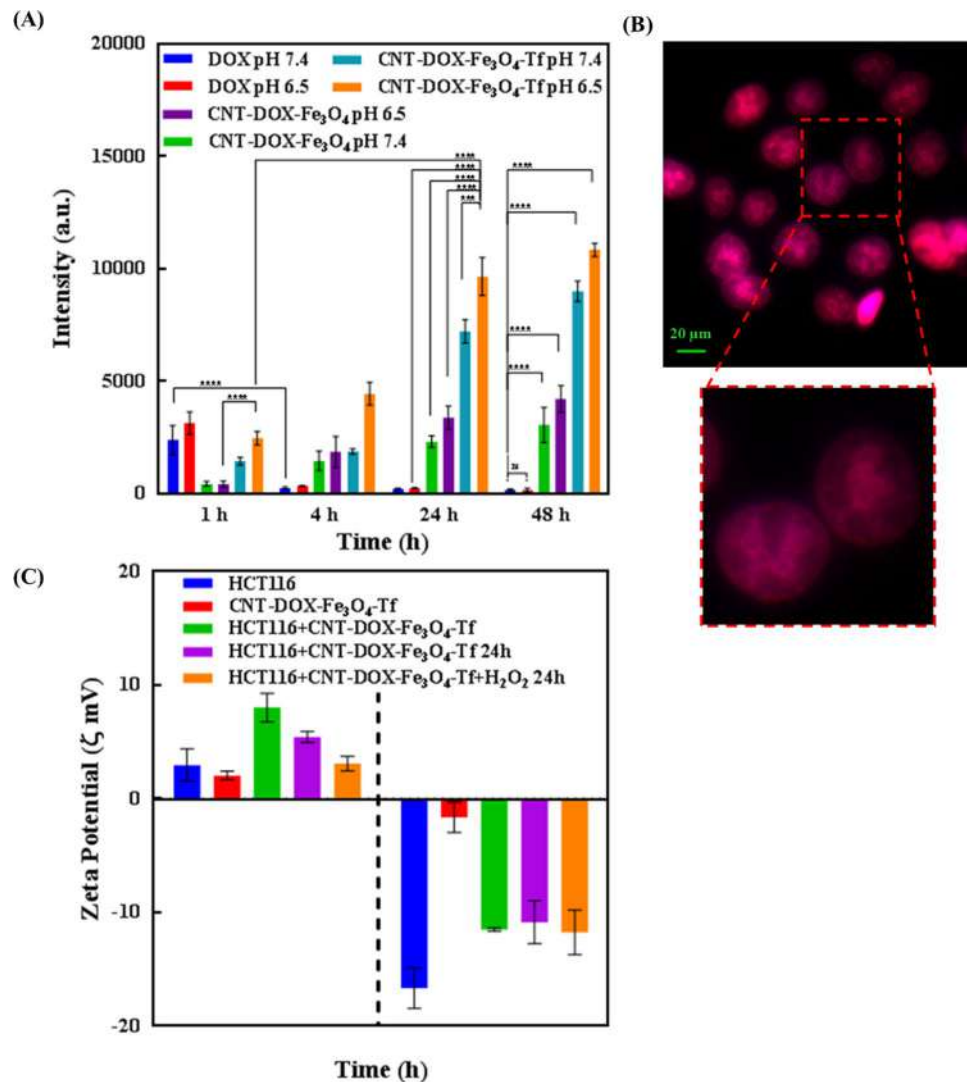 (A)
20000
15000
10000
5000
0
Intensity (a.u.)
DOX pH 7.4
DOX pH 6.5
CNT-DOX-Fe₃O₄ pH 6.5
CNT-DOX-Fe₃O₄ pH 7.4
CNT-DOX-Fe₃O₄-Tf pH 7.4
CNT-DOX-Fe₃O₄-Tf pH 6.5
****
****
****
****
****
****
***
****
****
****
****
1 h 4 h 24 h 48 h
Time (h)
(B)
20 µm
(C)
20
10
0
-10
-20
Zeta Potential (ζ mV)
HCT116
CNT-DOX-Fe₃O₄-Tf
HCT116+CNT-DOX-Fe₃O₄-Tf
HCT116+CNT-DOX-Fe₃O₄-Tf 24h
HCT116+CNT-DOX-Fe₃O₄-Tf+H₂O₂ 24h
Time (h)